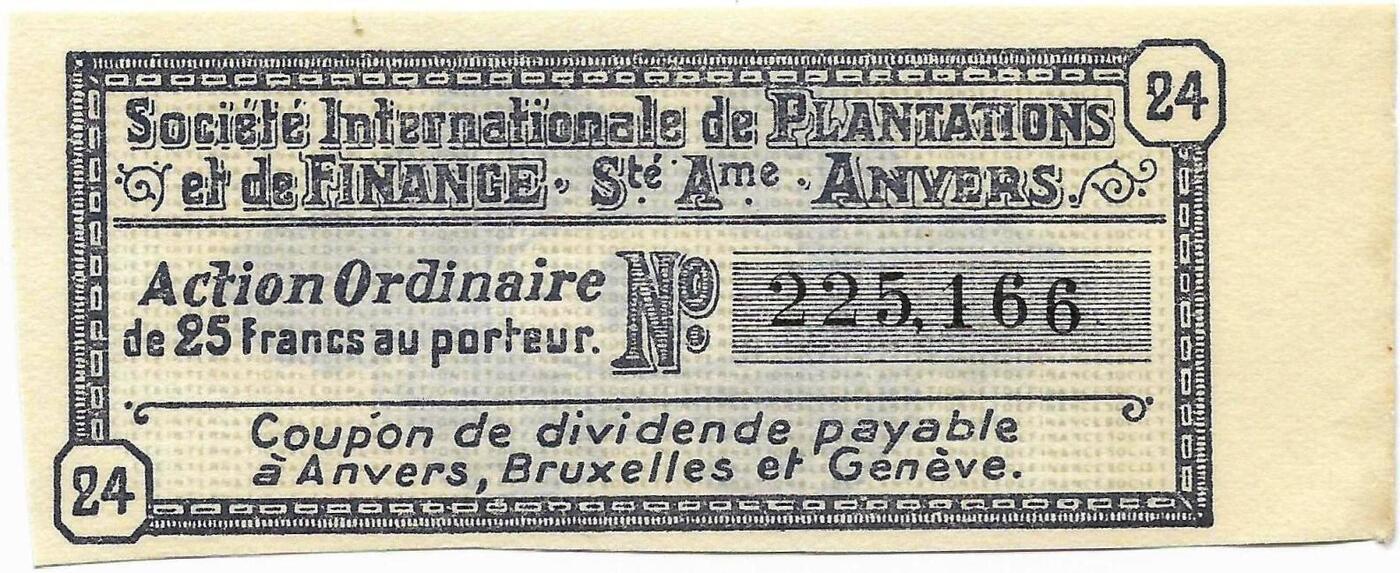 24
Société Internationale de PLANTATIONS
et de FINANCE. Sté Ame. ANVERS.
Action Ordinaire
de 25 Francs au porteur.
No. 225,166
Coupon de dividende payable
à Anvers, Bruxelles et Genève.
24